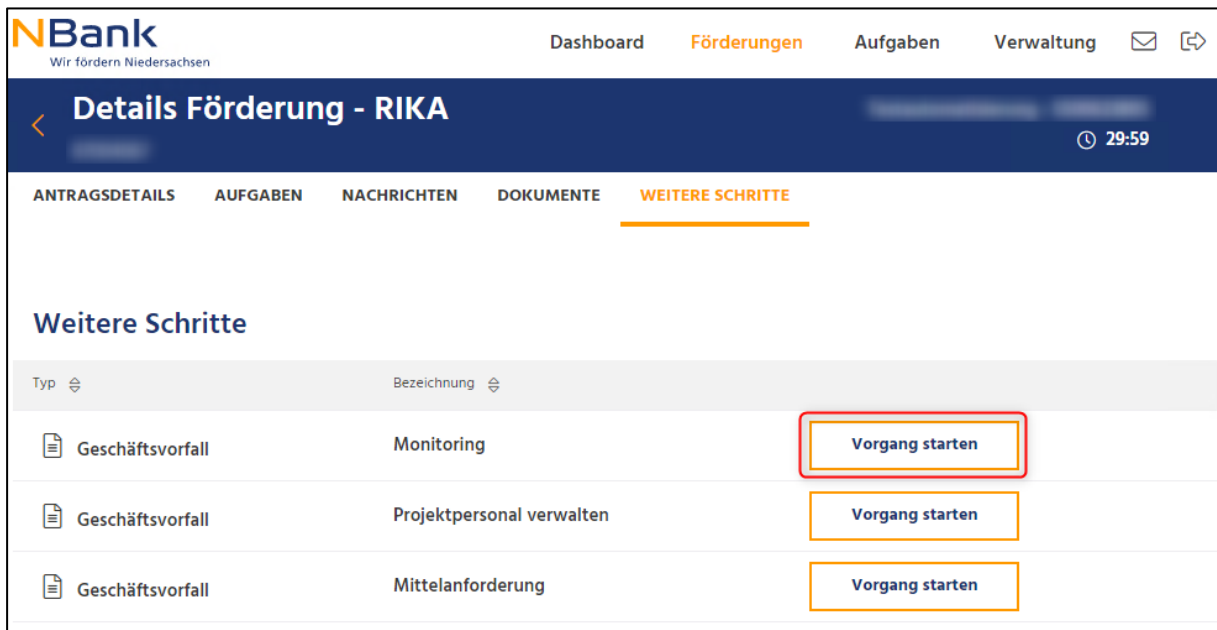 NBank
Wir fördern Niedersachsen
Dashboard Förderungen Aufgaben Verwaltung
Details Förderung - RIKA
29:59
ANTRAGSDETAILS AUFGABEN NACHRICHTEN DOKUMENTE WEITERE SCHRITTE
Weitere Schritte
Typ Bezeichnung
Geschäftsvorfall Monitoring Vorgang starten
Geschäftsvorfall Projektpersonal verwalten Vorgang starten
Geschäftsvorfall Mittelanforderung Vorgang starten